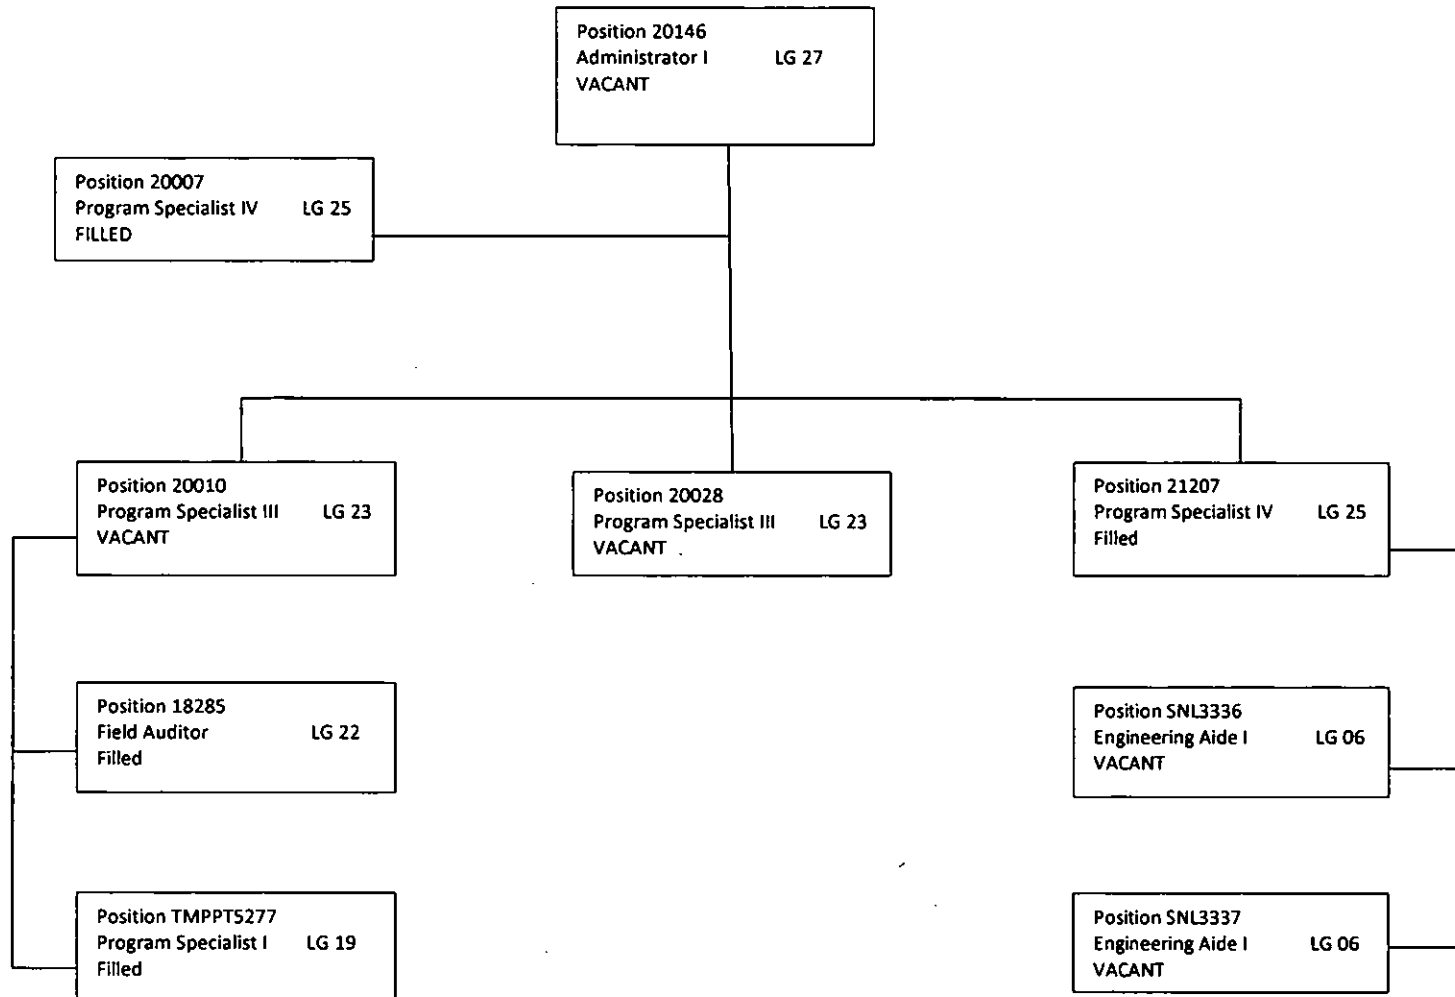 Position 20146
Administrator I LG 27
VACANT
Position 20007
Program Specialist IV LG 25
FILLED
Position 20010
Program Specialist III LG 23
VACANT
Position 20028
Program Specialist III LG 23
VACANT
Position 21207
Program Specialist IV LG 25
Filled
Position 18285
Field Auditor LG 22
Filled
Position SNL3336
Engineering Aide I LG 06
VACANT
Position TMPPT5277
Program Specialist I LG 19
Filled
Position SNL3337
Engineering Aide I LG 06
VACANT